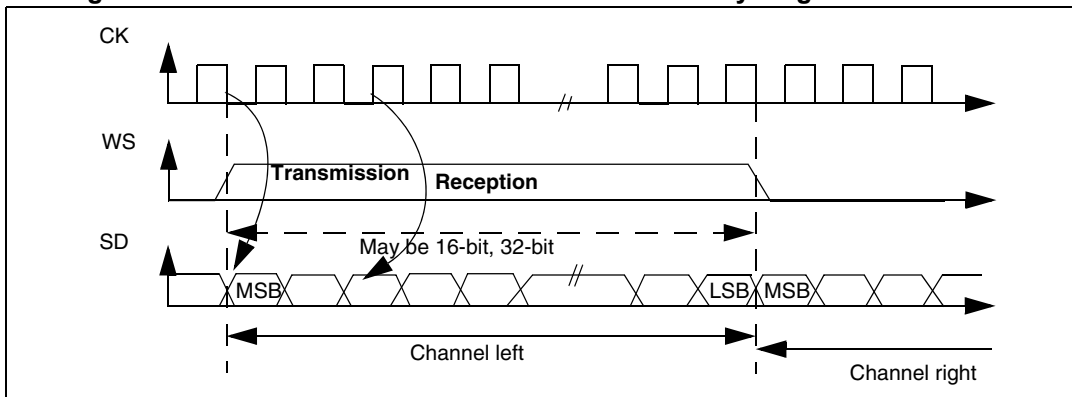 CK
WS
Transmission
Reception
May be 16-bit, 32-bit
SD
MSB
LSB
MSB
Channel left
Channel right